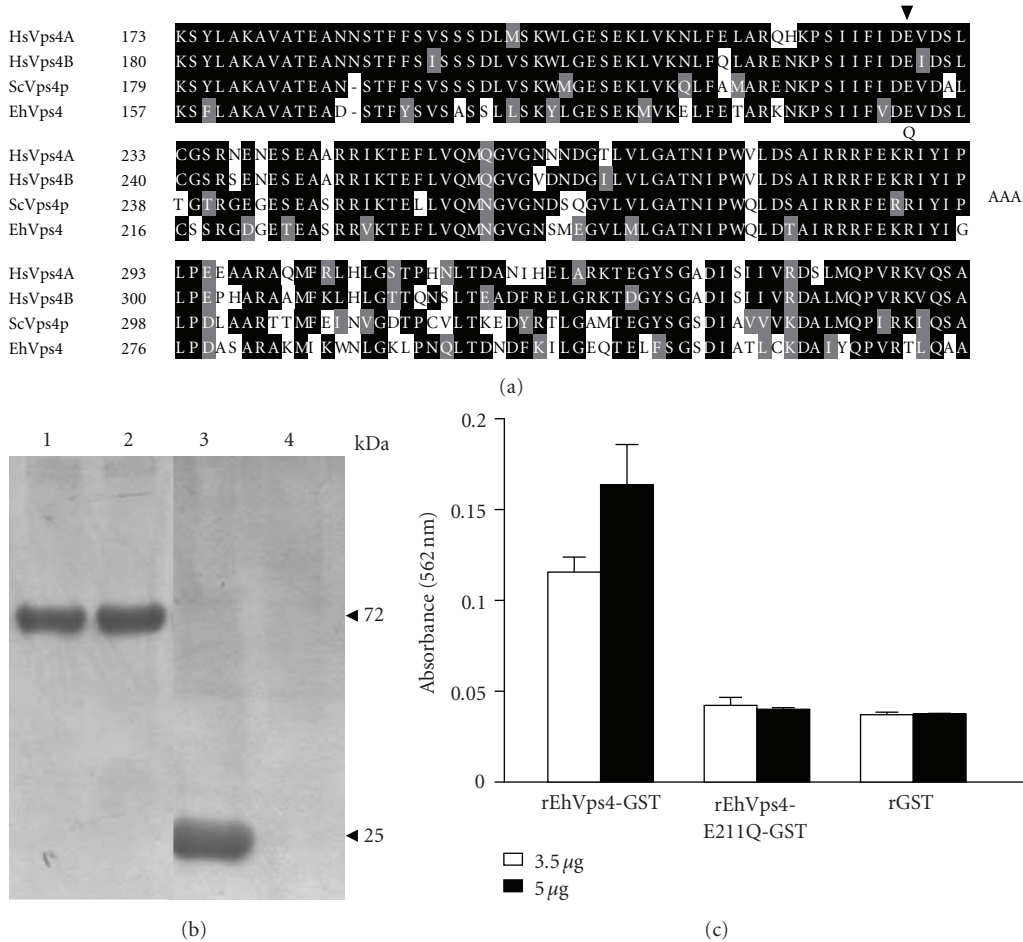 HsVps4A 173 KSYLAKAVATEANNSTFFSVSSSDLMSKWLGESEKLVKNLFELARQHKPSIIFIDEVDSL
HsVps4B 180 KSYLAKAVATEANNSTFFSISSSDLVSKWLGESEKLVKNLFQLARENKPSIIFIDEIDSL
ScVps4p 179 KSYLAKAVATEAN-STFFSVSSSDLVSKWMGESEKLVKQLFAMARENKPSIIFIDEVDAL
EhVps4 157 KSFLAKAVATEAD-STFYSVSASSLLSKYLGESEKMVKELFETARKNKPSIIFVDEVDSL
Q
HsVps4A 233 CGSRNENESEAARRIKTEFLVQMQGVGNNNDGTLVLGATNIPWVLDSAIRRRFEKRIYIP
HsVps4B 240 CGSRSENESEAARRIKTEFLVQMQGVGVDNDGILVLGATNIPWVLDSAIRRRFEKRIYIP
ScVps4p 238 TGTRGEGESEASRRIKTELLVQMNGVGNDSQGVLVLGATNIPWQLDSAIRRRFERRIYIP
AAA
EhVps4 216 CSSRGDGETEASRRVKTEFLVQMNGVGNSMEGVLMLGATNIPWQLDTAIRRRFEKRIYIG
HsVps4A 293 LPEEAARAQMFRLHLGSTPHNLTDANIHELARKTEGYSGADISIIVRDSLMQPVRKVQSA
HsVps4B 300 LPEPHARAAMFKLHLGTTQNSLTEADFRELGRKTDGYSGADISIIVRDALMQPVRKVQSA
ScVps4p 298 LPDLAARTTMFEINVGDTPCVLTKEDYRTLGAMTEGYSGSDIAVVVKDALMQPIRKIQSA
EhVps4 276 LPDASARAKMIKWNLGKLPNQLTDNDFKILGEQTELFSGSDIATLCKDAIYQPVRTLQAA
(a)
1 2 3 4 kDa
72
25
(b)
0.2
0.15
0.1
0.05
0
Absorbance (562 nm)
rEhVps4-GST
rEhVps4-
E211Q-GST
rGST
3.5 µg
5 µg
(c)